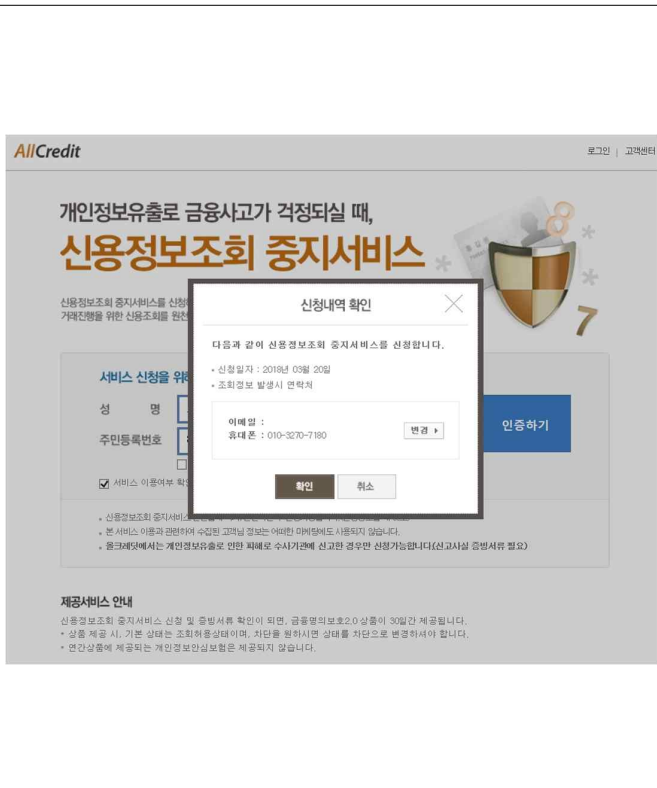 AllCredit
로그인 | 고객센터
개인정보유출로 금융사고가 걱정되실 때,
신용정보조회 중지서비스
신용정보조회 중지서비스를 신청
거래진행을 위한 신용조회를 원천
신청내역 확인
다음과 같이 신용정보조회 중지서비스를 신청합니다.
• 신청일자 : 2018년 03월 20일
• 조회정보 발생시 연락처
이메일 :
휴대폰 : 010-3270-7180
변경
확인
취소
서비스 신청을 위해
성 명
주민등록번호
인증하기
서비스 이용여부 확인
• 신용정보조회 중지서비스
• 본 서비스 이용과 관련하여 수집된 고객님 정보는 어떠한 마케팅에도 사용되지 않습니다.
• 올크레딧에서는 개인정보유출로 인한 피해로 수사기관에 신고한 경우만 신청가능합니다(신고사실 증빙서류 필요)
제공서비스 안내
신용정보조회 중지서비스 신청 및 증빙서류 확인이 되면, 금융명의보호2.0 상품이 30일간 제공됩니다.
* 상품 제공 시, 기본 상태는 조회허용상태이며, 차단을 원하시면 상태를 차단으로 변경하셔야 합니다.
* 연간상품에 제공되는 개인정보안심보험은 제공되지 않습니다.